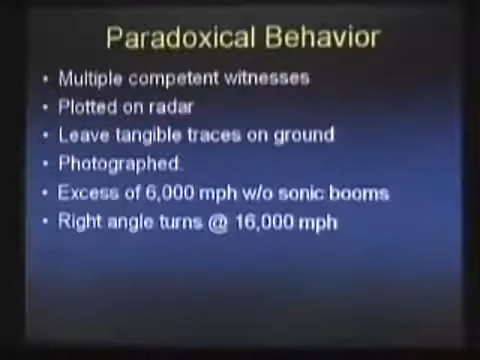 Paradoxical Behavior
• Multiple competent witnesses
• Plotted on radar
• Leave tangible traces on ground
• Photographed.
• Excess of 6,000 mph w/o sonic booms
• Right angle turns @ 16,000 mph